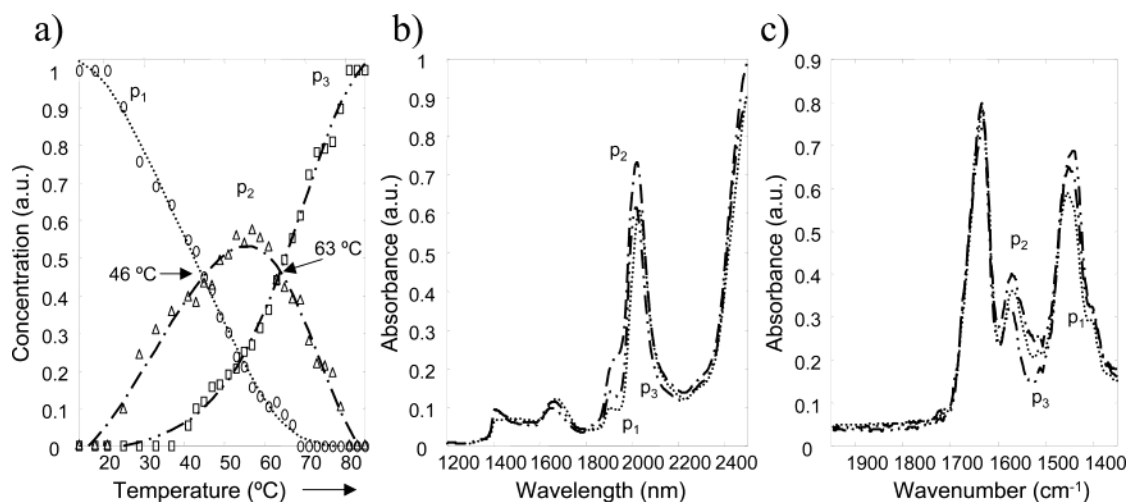 a)
1
0.9
0.8
0.7
0.6
0.5
0.4
0.3
0.2
0.1
0
Concentration (a.u.)
p1
p2
p3
46 ºC
63 ºC
20 30 40 50 60 70 80
Temperature (ºC)
b)
1
0.9
0.8
0.7
0.6
0.5
0.4
0.3
0.2
0.1
0
Absorbance (a.u.)
p2
p3
p1
1200 1400 1600 1800 2000 2200 2400
Wavelength (nm)
c)
0.9
0.8
0.7
0.6
0.5
0.4
0.3
0.2
0.1
0
Absorbance (a.u.)
p2
p1
p3
1900 1800 1700 1600 1500 1400
Wavenumber (cm-1)